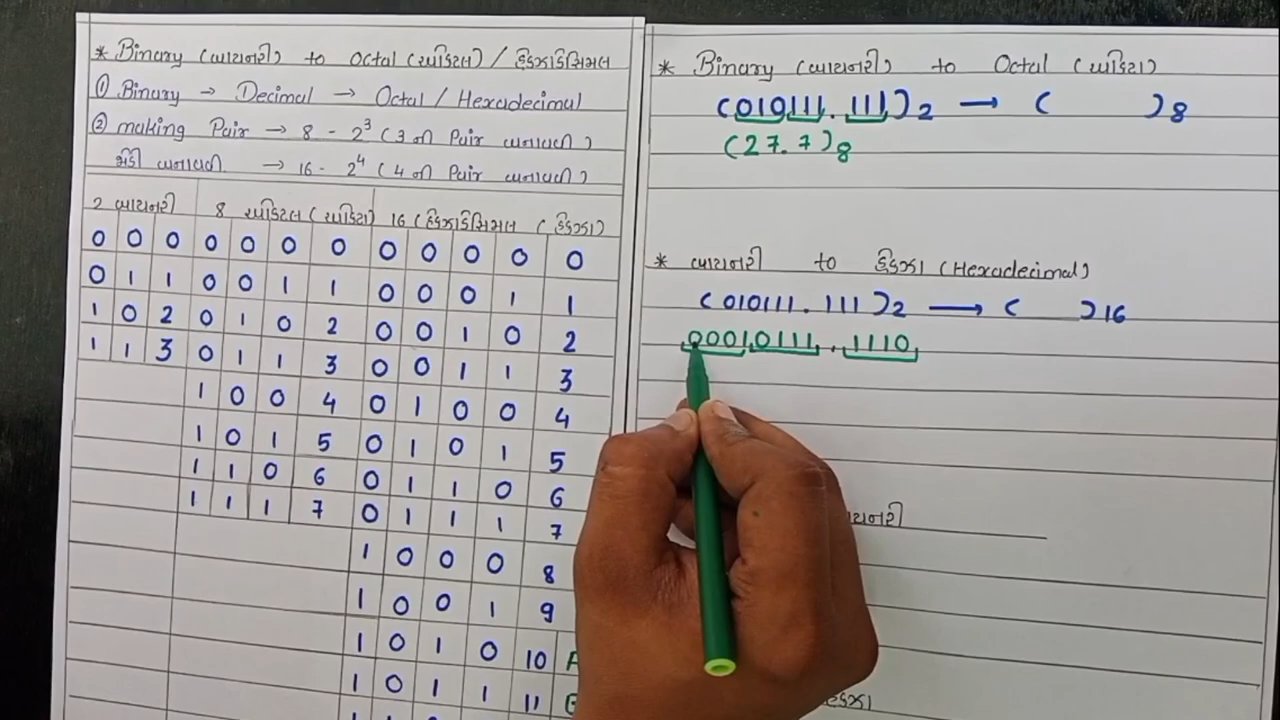 * Binary (બાયનરી) to Octal (ઓક્ટિલ) / હેક્ઝાડેસિમલ
① Binary → Decimal → Octal / Hexadecimal
② making Pair → 8 - 2³ (3 ની Pair બનાવવી)
બનાવવી → 16 - 2⁴ (4 ની Pair બનાવવી)
2 બાયનરી 8 16
0 0 0 0 0 0 0 0 0 0 0 0
0 1 1 0 0 1 1 0 0 0 1 1
1 0 2 0 1 0 2 0 0 1 0 2
1 1 3 0 1 1 3 0 0 1 1 3
1 0 0 4 0 1 0 0 4
1 0 1 5 0 1 0 1 5
1 1 0 6 0 1 1 0 6
1 1 1 7 0 1 1 1 7
1 0 0 0 8
1 0 0 1 9
1 0 1 0 10
1 0 1 1 11
* Binary (બાયનરી) to Octal
(010111.111)2 → ( )8
(27.7)8
* બાયનરી to હેક્ઝા (Hexadecimal)
(010111.111)2 → ( )16
00010111.1110